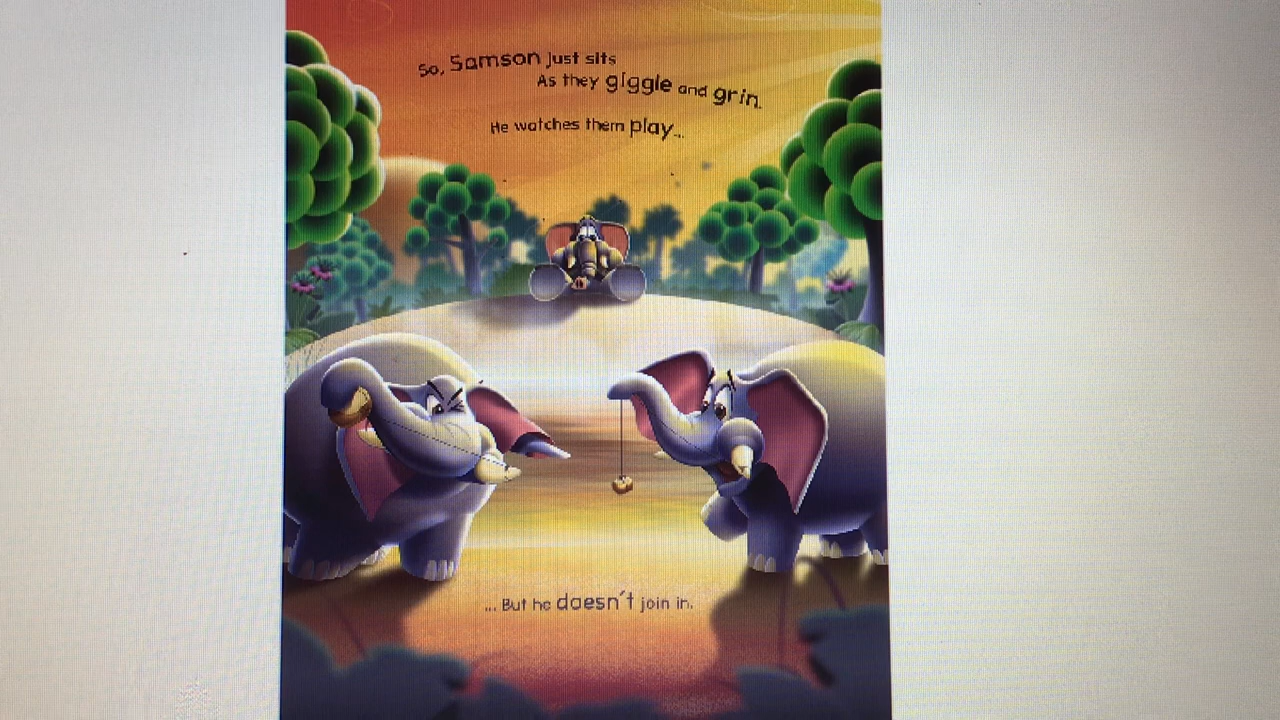 So, Samson just sits
As they giggle and grin.
He watches them play...
... But he doesn't join in.